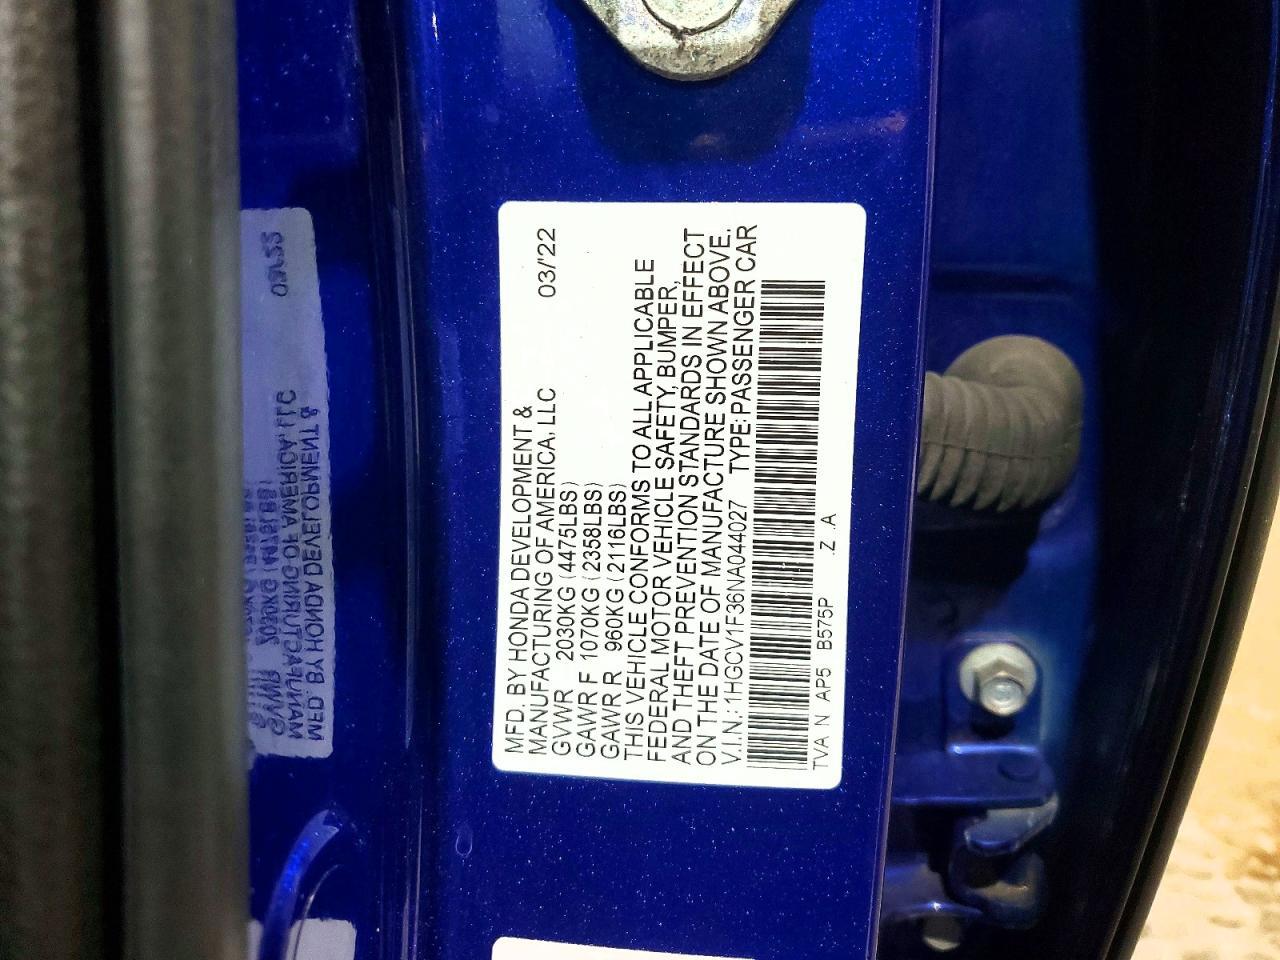 MFD. BY HONDA DEVELOPMENT &
MANUFACTURING OF AMERICA, LLC 03/'22
GVWR 2030KG (4475LBS)
GAWR F 1070KG (2358LBS)
GAWR R 960KG (2116LBS)
THIS VEHICLE CONFORMS TO ALL APPLICABLE
FEDERAL MOTOR VEHICLE SAFETY, BUMPER,
AND THEFT PREVENTION STANDARDS IN EFFECT
ON THE DATE OF MANUFACTURE SHOWN ABOVE.
V.I.N.: 1HGCV1F36NA044027 TYPE: PASSENGER CAR
TVA N AP5 B575P .Z .A